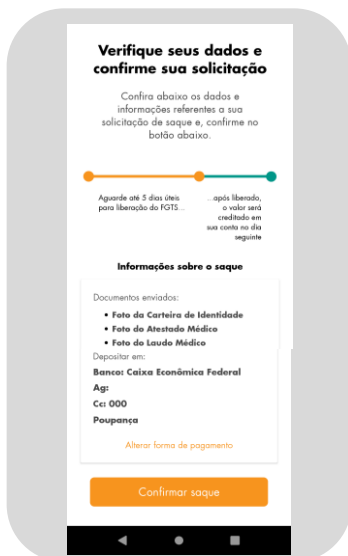 Verifique seus dados e
confirme sua solicitação
Confira abaixo os dados e
informações referentes a sua
solicitação de saque e, confirme no
botão abaixo.
Aguarde até 5 dias úteis
para liberação do FGTS...
...após liberado,
o valor será
creditado em
sua conta no dia
seguinte
Informações sobre o saque
Documentos enviados:
• Foto da Carteira de Identidade
• Foto do Atestado Médico
• Foto do Laudo Médico
Depositar em:
Banco: Caixa Econômica Federal
Ag:
Cc: 000
Poupança
Alterar forma de pagamento
Confirmar saque